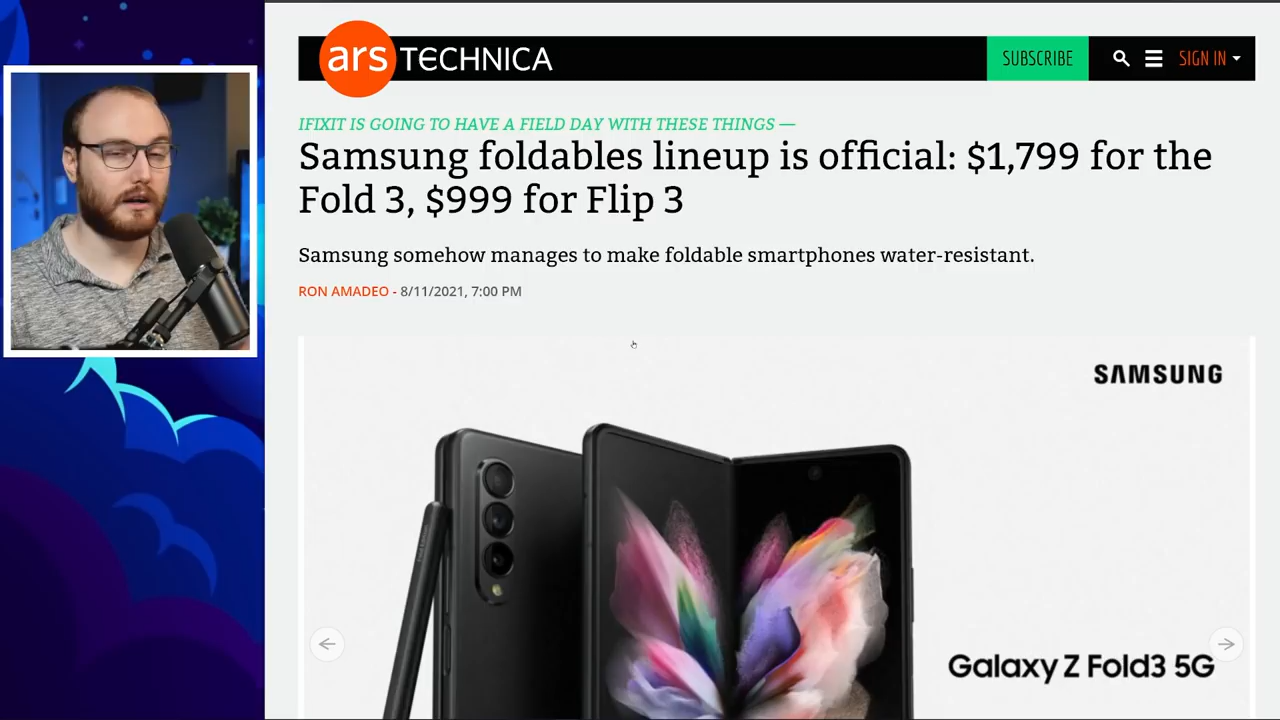 ars TECHNICA
SUBSCRIBE
SIGN IN
IFIXIT IS GOING TO HAVE A FIELD DAY WITH THESE THINGS —
Samsung foldables lineup is official: $1,799 for the
Fold 3, $999 for Flip 3
Samsung somehow manages to make foldable smartphones water-resistant.
RON AMADEO - 8/11/2021, 7:00 PM
SAMSUNG
Galaxy Z Fold3 5G